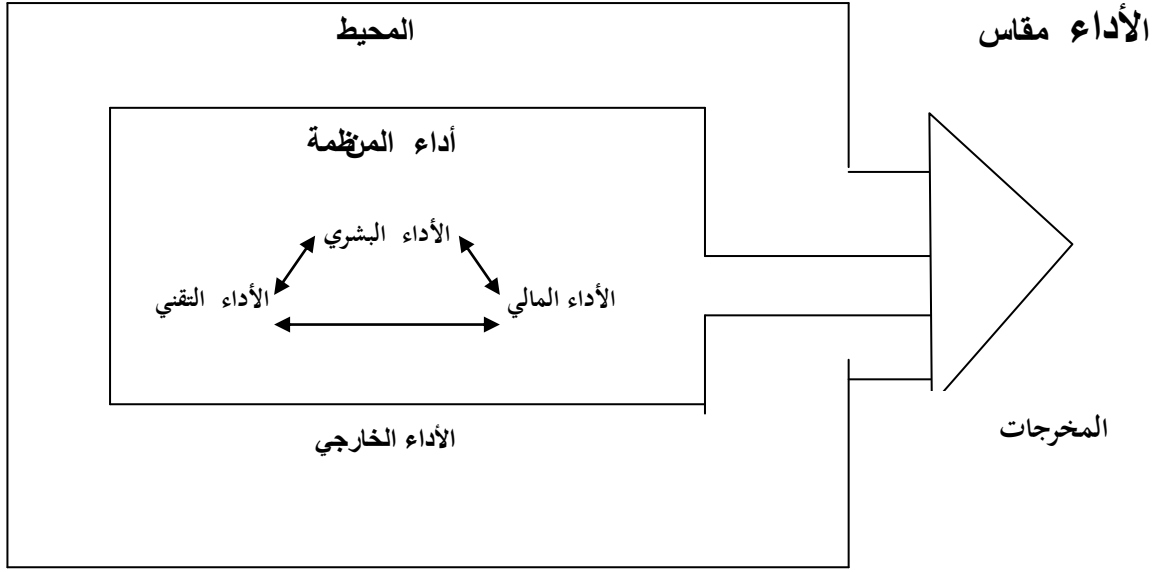 الأداء مقاس
المحيط
أداء المنظمة
الأداء البشري
الأداء المالي
الأداء التقني
الأداء الخارجي
المخرجات